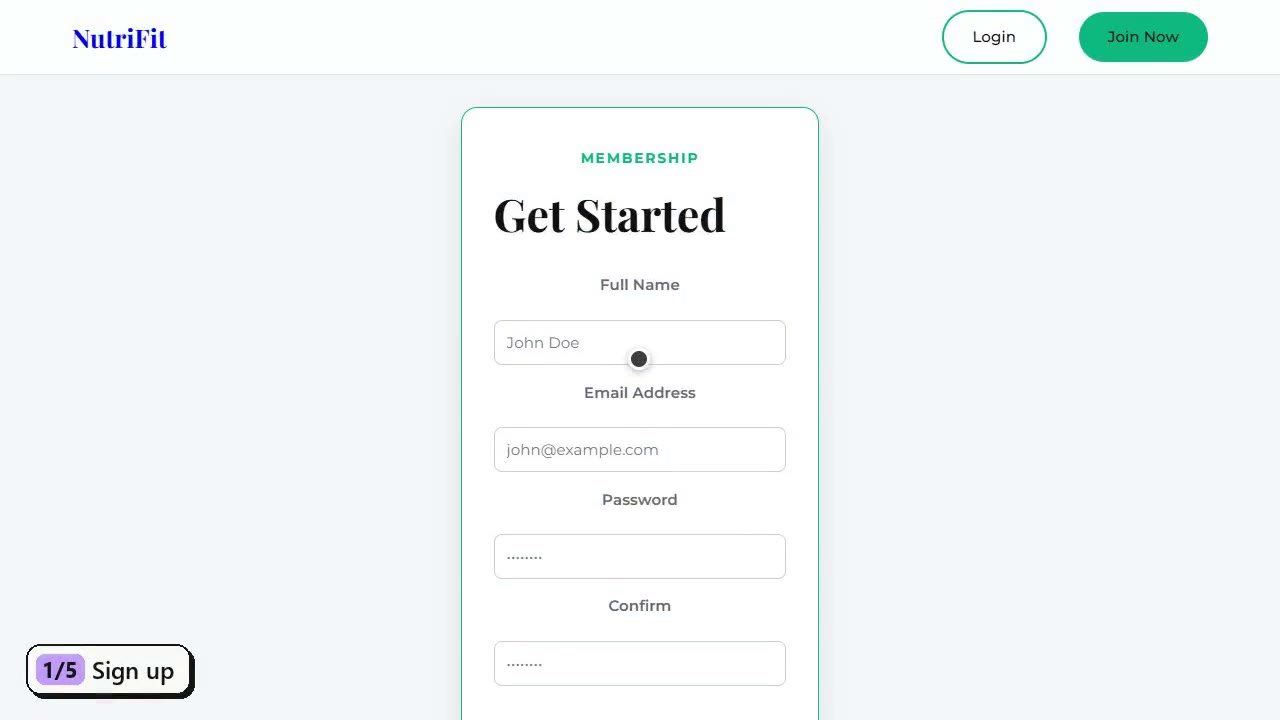 NutriFit
Login
Join Now
MEMBERSHIP
Get Started
Full Name
John Doe
Email Address
john@example.com
Password
········
Confirm
········
1/5 Sign up